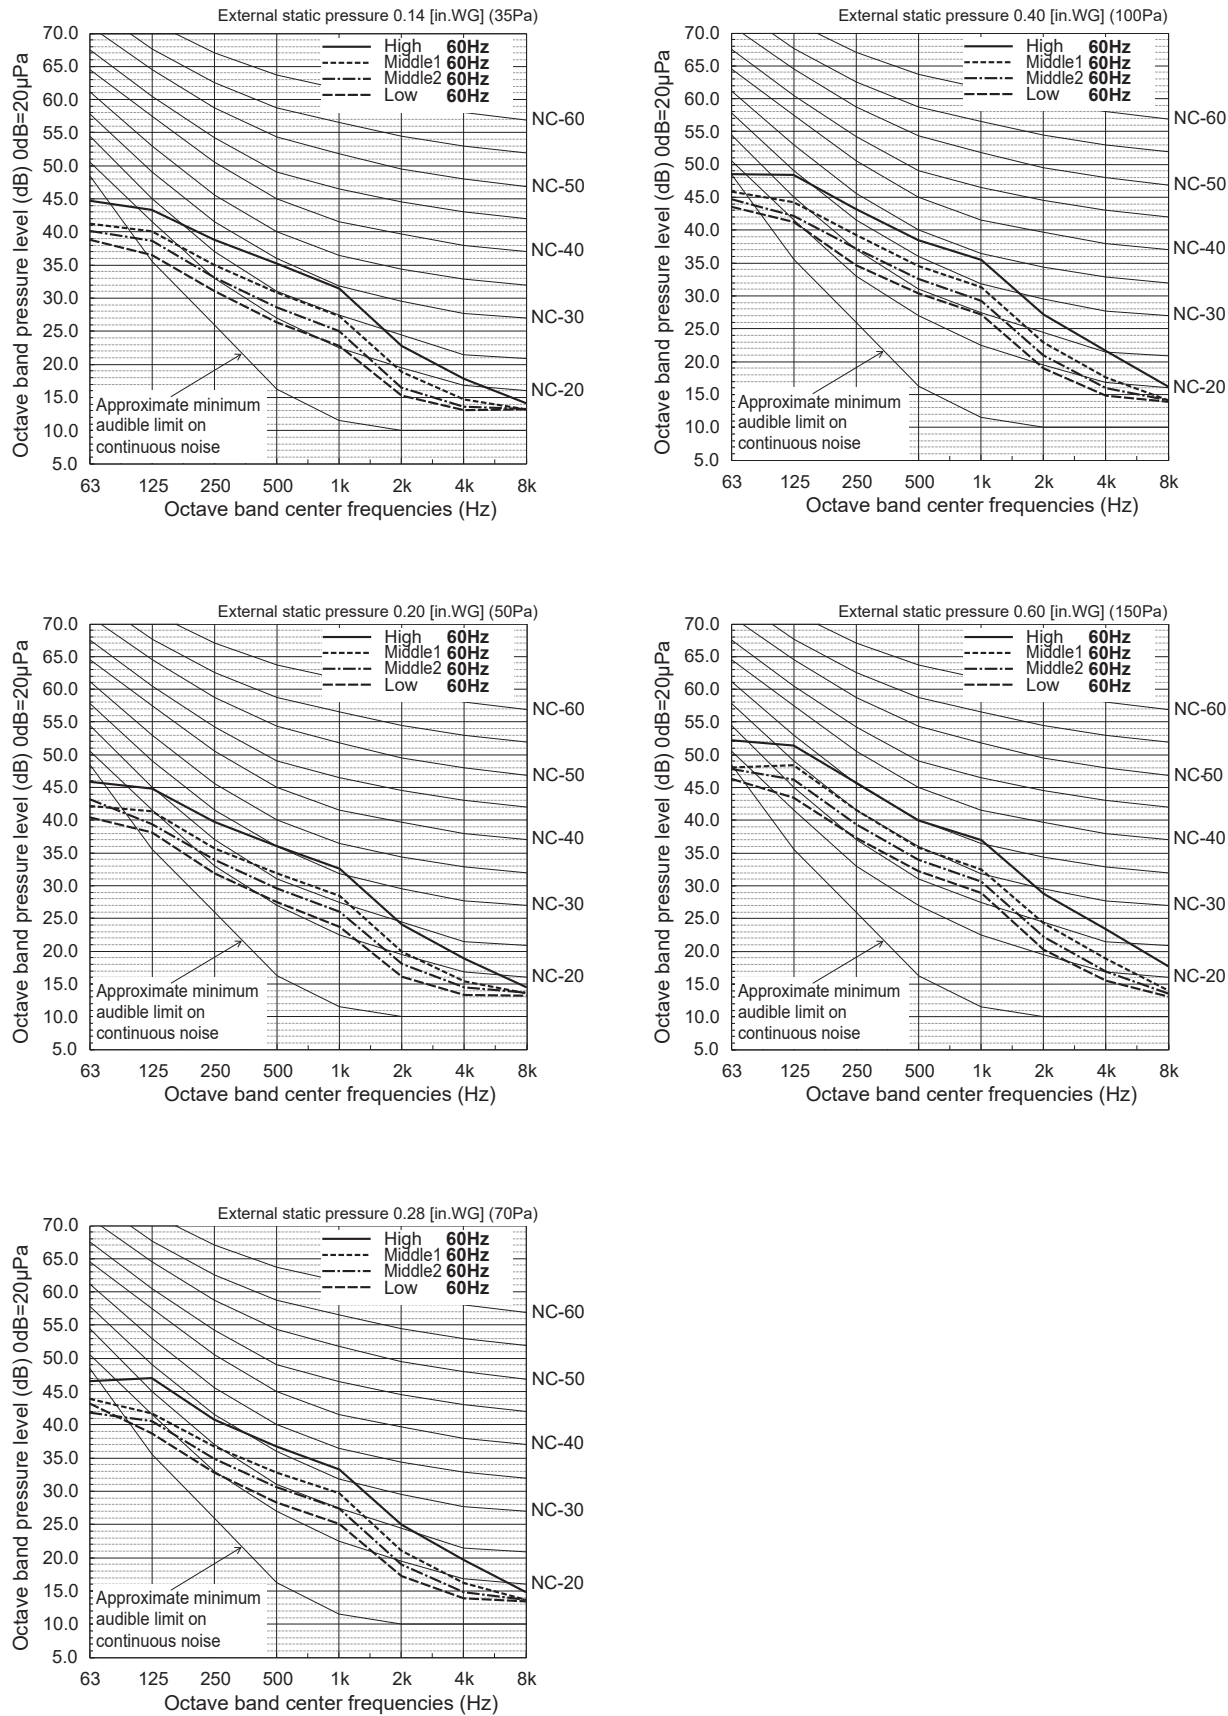 External static pressure 0.14 [in.WG] (35Pa)
Octave band pressure level (dB) 0dB=20μPa
70.0
65.0
60.0
55.0
50.0
45.0
40.0
35.0
30.0
25.0
20.0
15.0
10.0
5.0
High 60Hz
Middle1 60Hz
Middle2 60Hz
Low 60Hz
NC-60
NC-50
NC-40
NC-30
NC-20
Approximate minimum
audible limit on
continuous noise
63 125 250 500 1k 2k 4k 8k
Octave band center frequencies (Hz)
External static pressure 0.40 [in.WG] (100Pa)
Octave band pressure level (dB) 0dB=20μPa
70.0
65.0
60.0
55.0
50.0
45.0
40.0
35.0
30.0
25.0
20.0
15.0
10.0
5.0
High 60Hz
Middle1 60Hz
Middle2 60Hz
Low 60Hz
NC-60
NC-50
NC-40
NC-30
NC-20
Approximate minimum
audible limit on
continuous noise
63 125 250 500 1k 2k 4k 8k
Octave band center frequencies (Hz)
External static pressure 0.20 [in.WG] (50Pa)
Octave band pressure level (dB) 0dB=20μPa
70.0
65.0
60.0
55.0
50.0
45.0
40.0
35.0
30.0
25.0
20.0
15.0
10.0
5.0
High 60Hz
Middle1 60Hz
Middle2 60Hz
Low 60Hz
NC-60
NC-50
NC-40
NC-30
NC-20
Approximate minimum
audible limit on
continuous noise
63 125 250 500 1k 2k 4k 8k
Octave band center frequencies (Hz)
External static pressure 0.60 [in.WG] (150Pa)
Octave band pressure level (dB) 0dB=20μPa
70.0
65.0
60.0
55.0
50.0
45.0
40.0
35.0
30.0
25.0
20.0
15.0
10.0
5.0
High 60Hz
Middle1 60Hz
Middle2 60Hz
Low 60Hz
NC-60
NC-50
NC-40
NC-30
NC-20
Approximate minimum
audible limit on
continuous noise
63 125 250 500 1k 2k 4k 8k
Octave band center frequencies (Hz)
External static pressure 0.28 [in.WG] (70Pa)
Octave band pressure level (dB) 0dB=20μPa
70.0
65.0
60.0
55.0
50.0
45.0
40.0
35.0
30.0
25.0
20.0
15.0
10.0
5.0
High 60Hz
Middle1 60Hz
Middle2 60Hz
Low 60Hz
NC-60
NC-50
NC-40
NC-30
NC-20
Approximate minimum
audible limit on
continuous noise
63 125 250 500 1k 2k 4k 8k
Octave band center frequencies (Hz)